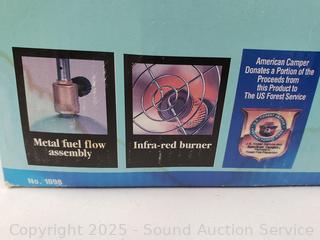 American Camper
Donates a Portion of the
Proceeds from
this Product to
The US Forest Service
Metal fuel flow
assembly
Infra-red burner
No. 1998
Copyright 2025 - Sound Auction Service